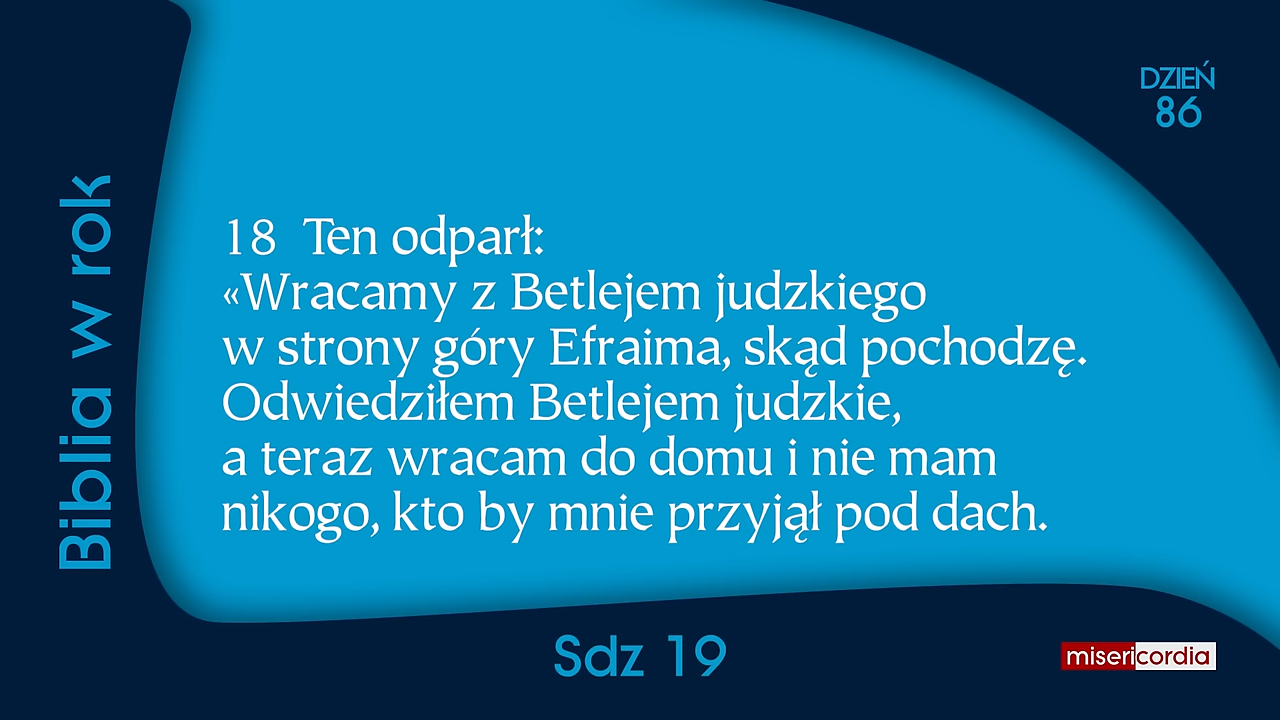 DZIEŃ
86
Biblia w rok
18 Ten odparł:
«Wracamy z Betlejem judzkiego
w strony góry Efraima, skąd pochodzę.
Odwiedziłem Betlejem judzkie,
a teraz wracam do domu i nie mam
nikogo, kto by mnie przyjął pod dach.
Sdz 19
misericordia